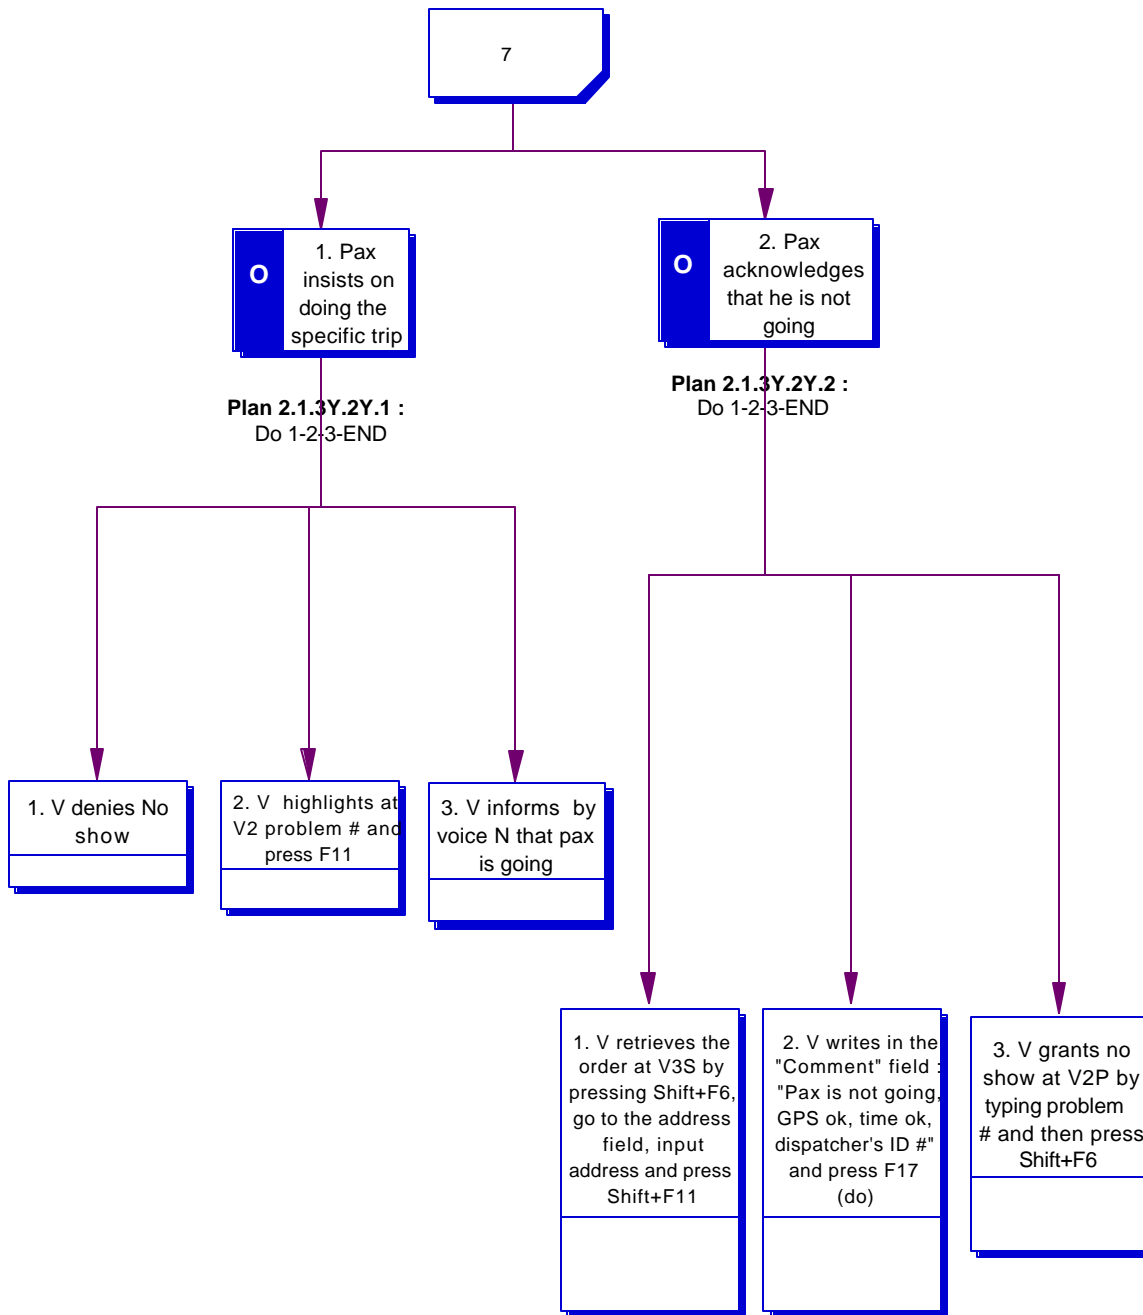 7
O
1. Pax
insists on
doing the
specific trip
O
2. Pax
acknowledges
that he is not
going
Plan 2.1.3Y.2Y.1 :
Do 1-2-3-END
Plan 2.1.3Y.2Y.2 :
Do 1-2-3-END
1. V denies No
show
2. V highlights at
V2 problem # and
press F11
3. V informs by
voice N that pax
is going
1. V retrieves the
order at V3S by
pressing Shift+F6,
go to the address
field, input
address and press
Shift+F11
2. V writes in the
"Comment" field :
"Pax is not going,
GPS ok, time ok,
dispatcher's ID #"
and press F17
(do)
3. V grants no
show at V2P by
typing problem
# and then press
Shift+F6